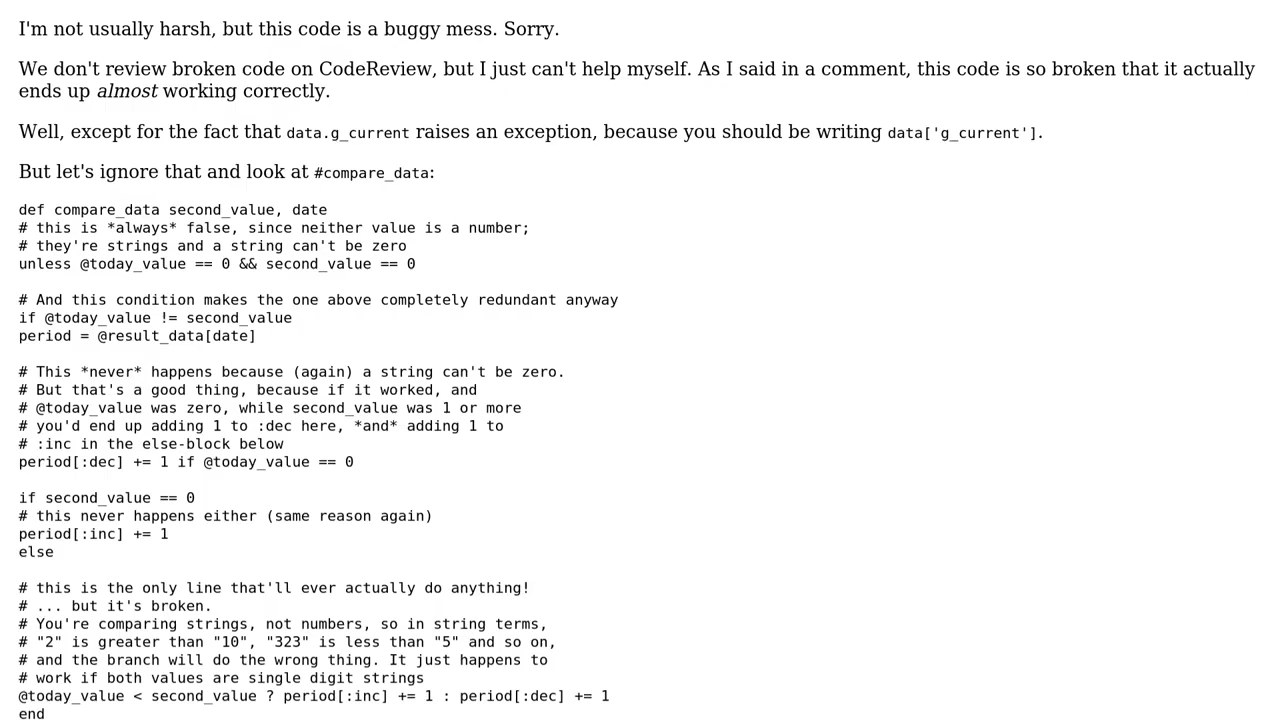 I'm not usually harsh, but this code is a buggy mess. Sorry.
We don't review broken code on CodeReview, but I just can't help myself. As I said in a comment, this code is so broken that it actually
ends up almost working correctly.
Well, except for the fact that data.g_current raises an exception, because you should be writing data['g_current'].
But let's ignore that and look at #compare_data:
def compare_data second_value, date
# this is *always* false, since neither value is a number;
# they're strings and a string can't be zero
unless @today_value == 0 && second_value == 0
# And this condition makes the one above completely redundant anyway
if @today_value != second_value
period = @result_data[date]
# This *never* happens because (again) a string can't be zero.
# But that's a good thing, because if it worked, and
# @today_value was zero, while second_value was 1 or more
# you'd end up adding 1 to :dec here, *and* adding 1 to
# :inc in the else-block below
period[:dec] += 1 if @today_value == 0
if second_value == 0
# this never happens either (same reason again)
period[:inc] += 1
else
# this is the only line that'll ever actually do anything!
# ... but it's broken.
# You're comparing strings, not numbers, so in string terms,
# "2" is greater than "10", "323" is less than "5" and so on,
# and the branch will do the wrong thing. It just happens to
# work if both values are single digit strings
@today_value < second_value ? period[:inc] += 1 : period[:dec] += 1
end